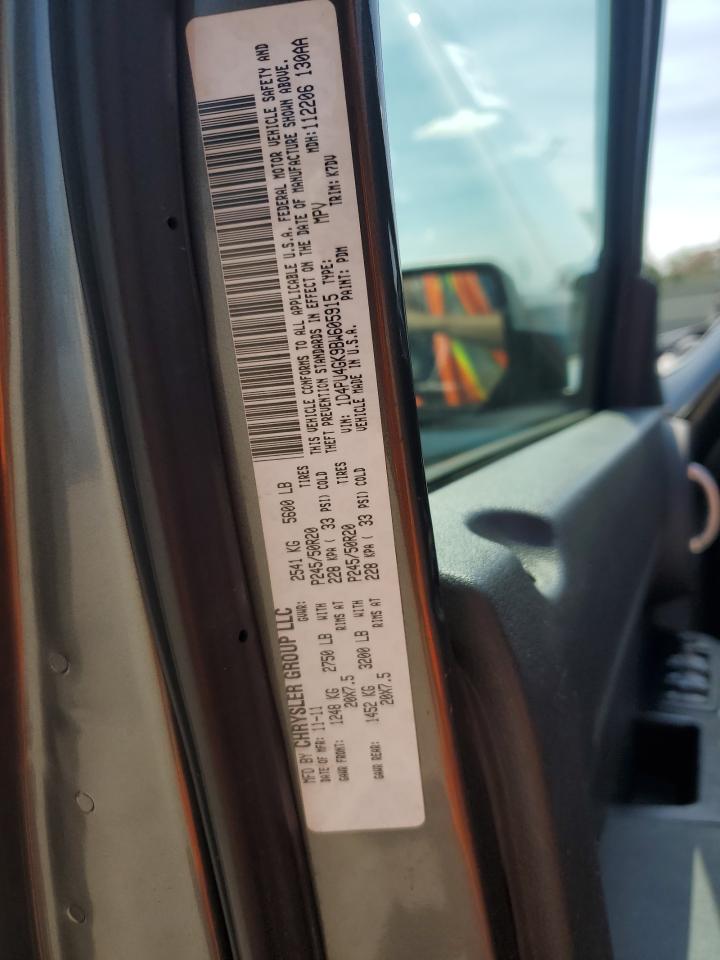 MFD BY CHRYSLER GROUP LLC
DATE OF MFR: 11-11 GVWR: 2541 KG 5600 LB
GAWR FRONT: 1248 KG 2750 LB WITH P245/50R20 TIRES
20X7.5 RIMS AT 228 KPA ( 33 PSI) COLD
GAWR REAR: 1452 KG 3200 LB WITH P245/50R20 TIRES
20X7.5 RIMS AT 228 KPA ( 33 PSI) COLD
THIS VEHICLE CONFORMS TO ALL APPLICABLE U.S.A. FEDERAL MOTOR VEHICLE SAFETY AND
THEFT PREVENTION STANDARDS IN EFFECT ON THE DATE OF MANUFACTURE SHOWN ABOVE.
VIN: 1D4PU4GK9BW605915 TYPE: MPV MDH: 112206 130AA
VEHICLE MADE IN U.S.A. PAINT: PDM TRIM: K7DV